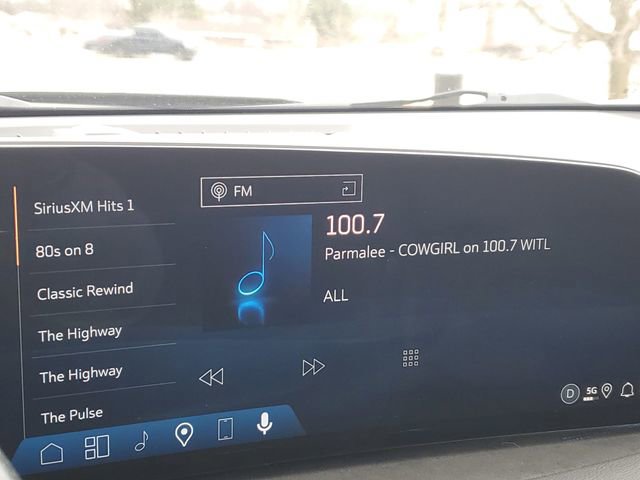 SiriusXM Hits 1
80s on 8
Classic Rewind
The Highway
The Highway
The Pulse
FM
100.7
Parmalee - COWGIRL on 100.7 WITL
ALL
D
5G